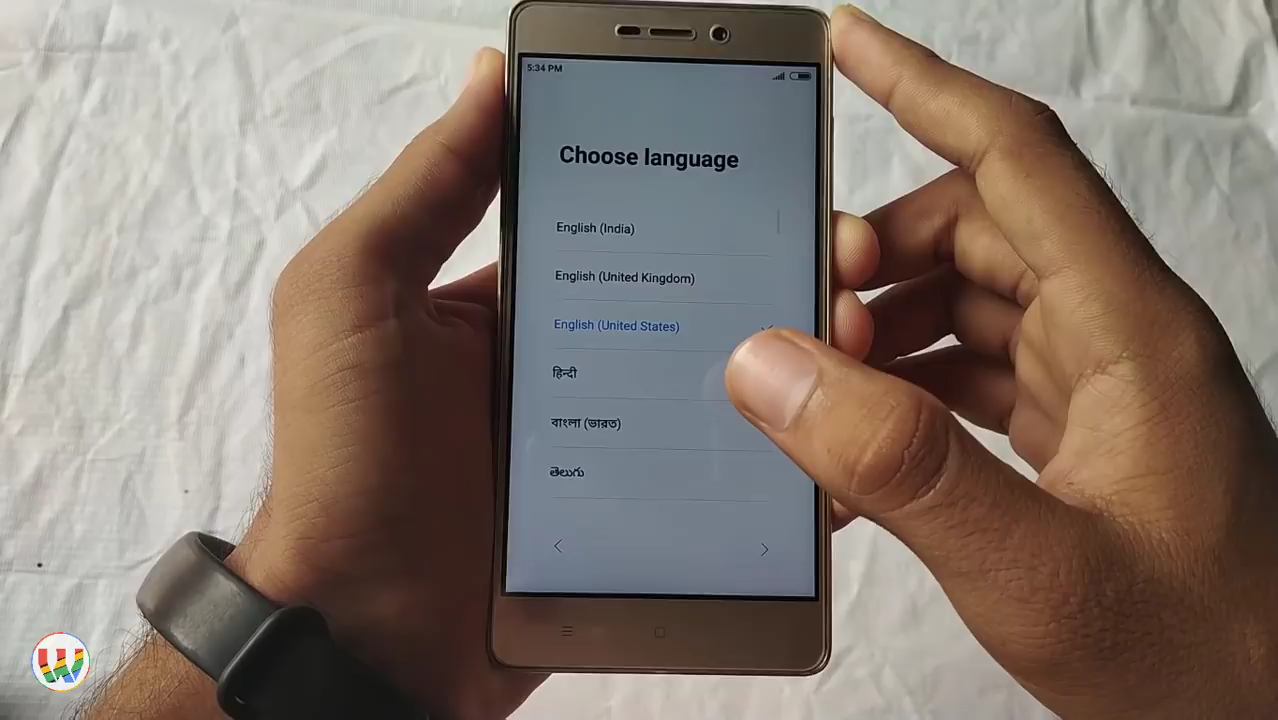 5:34 PM
Choose language
English (India)
English (United Kingdom)
English (United States)
हिन्दी
বাংলা (ভারত)
తెలుగు
W